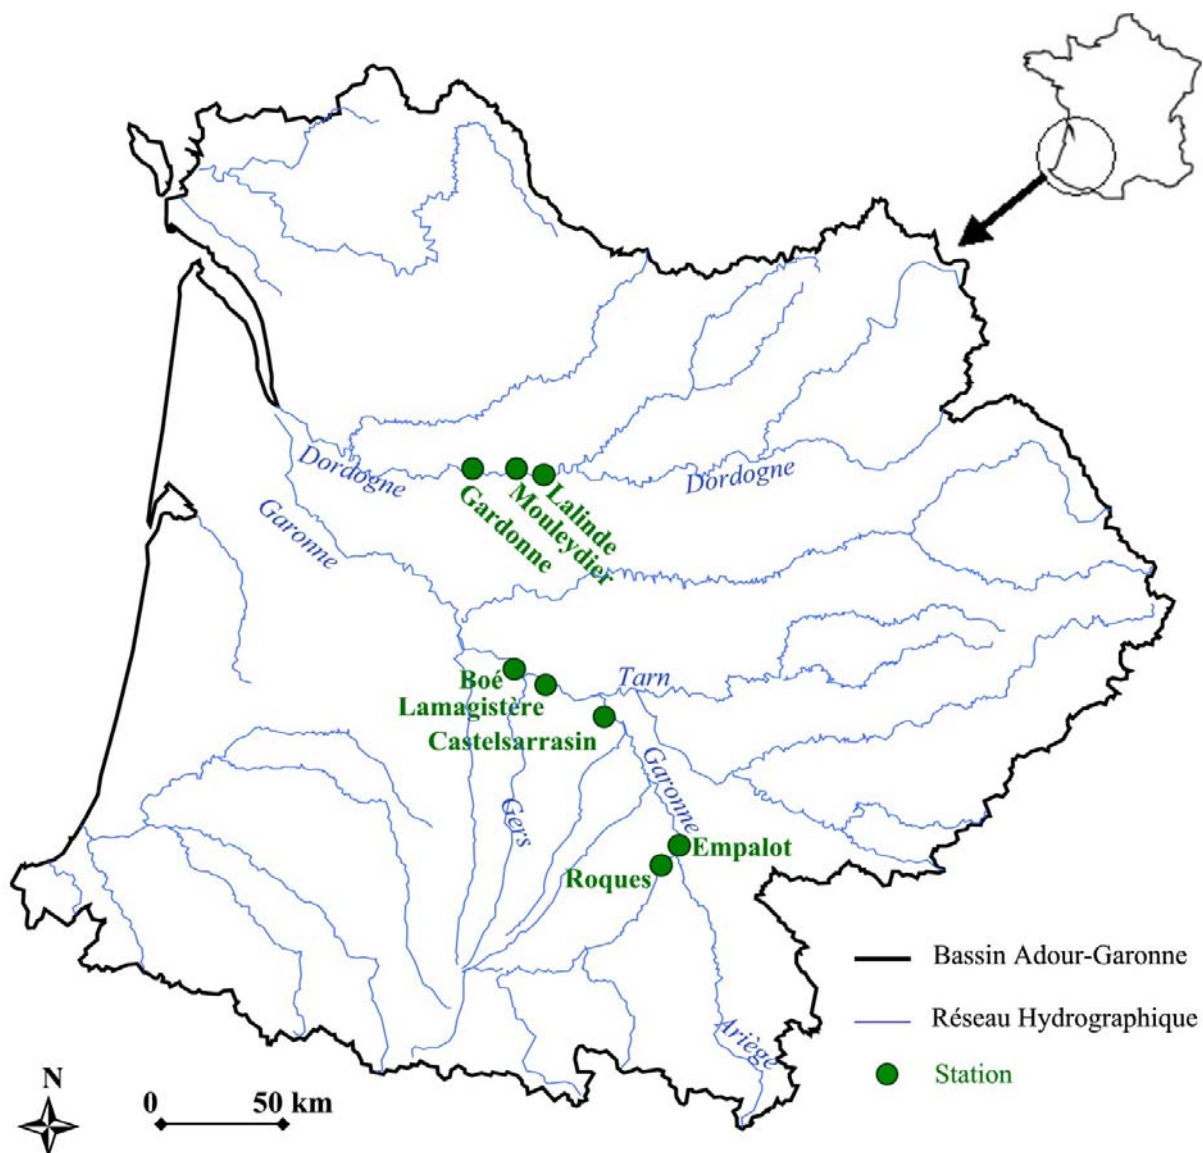 Dordogne
Dordogne
Garonne
Gardonne
Mouleydier
Lalinde
Boé
Lamagistère
Castelsarrasin
Tarn
Garonne
Gers
Empalot
Roques
Ariège
Bassin Adour-Garonne
Réseau Hydrographique
Station
N
0 50 km